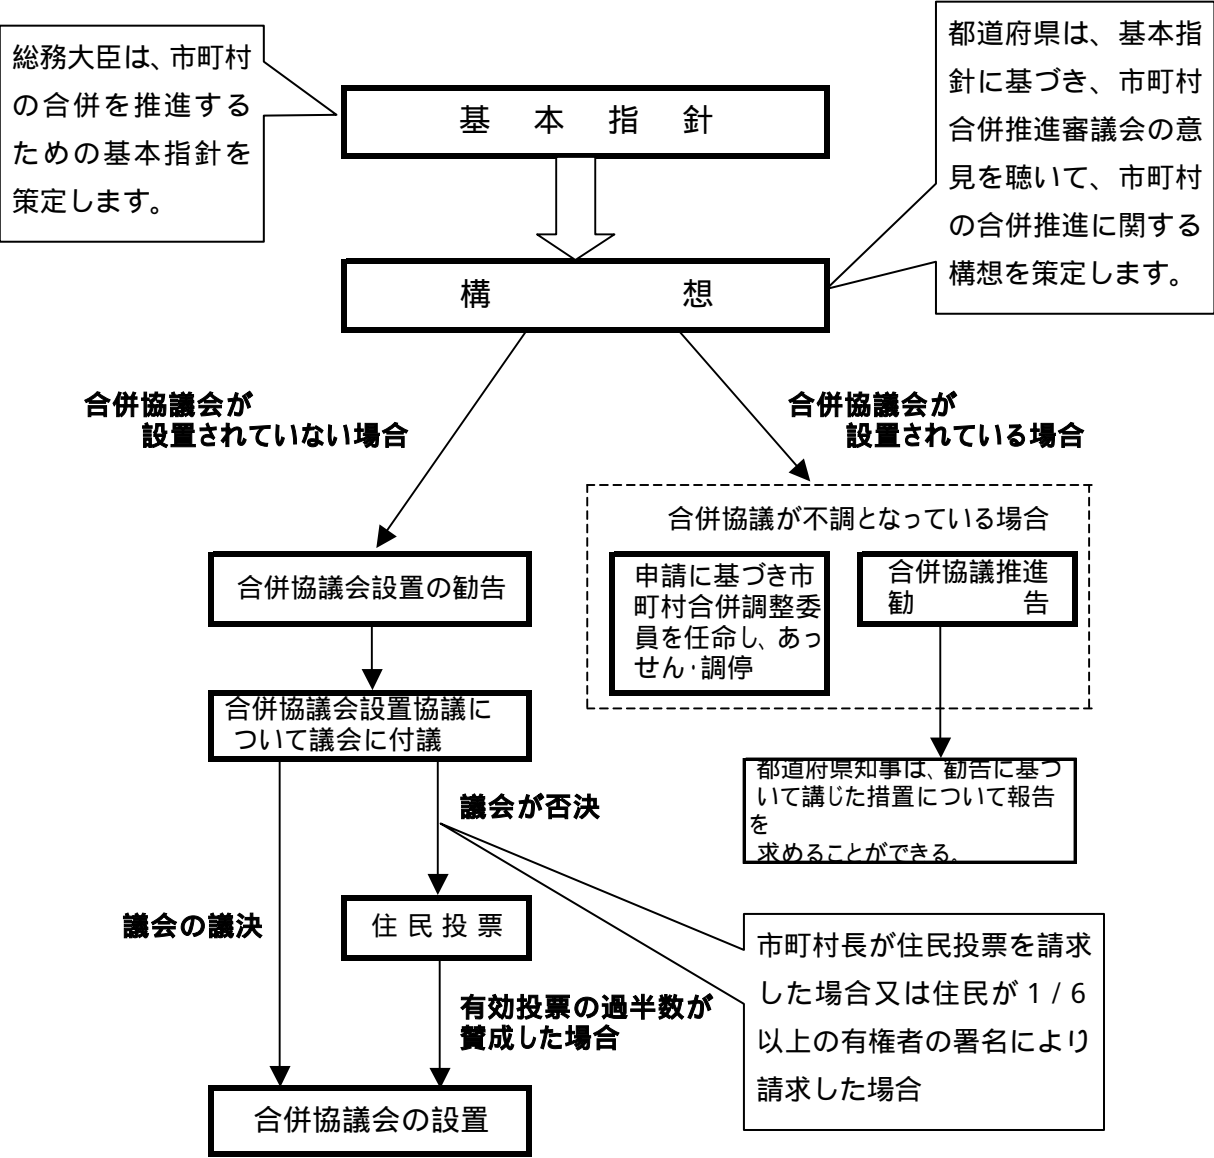 総務大臣は、市町村
の合併を推進する
ための基本指針を
策定します。
都道府県は、基本指
針に基づき、市町村
合併推進審議会の意
見を聴いて、市町村
の合併推進に関する
構想を策定します。
基本指針
構想
合併協議会が
設置されていない場合
合併協議会が
設置されている場合
合併協議が不調となっている場合
合併協議会設置の勧告
申請に基づき市
町村合併調整委
員を任命し、あっ
せん・調停
合併協議推進
勧告
合併協議会設置協議に
ついて議会に付議
都道府県知事は、勧告に基づ
いて講じた措置について報告
を
求めることができる。
議会が否決
議会の議決
住民投票
市町村長が住民投票を請求
した場合又は住民が1/6
以上の有権者の署名により
請求した場合
有効投票の過半数が
賛成した場合
合併協議会の設置